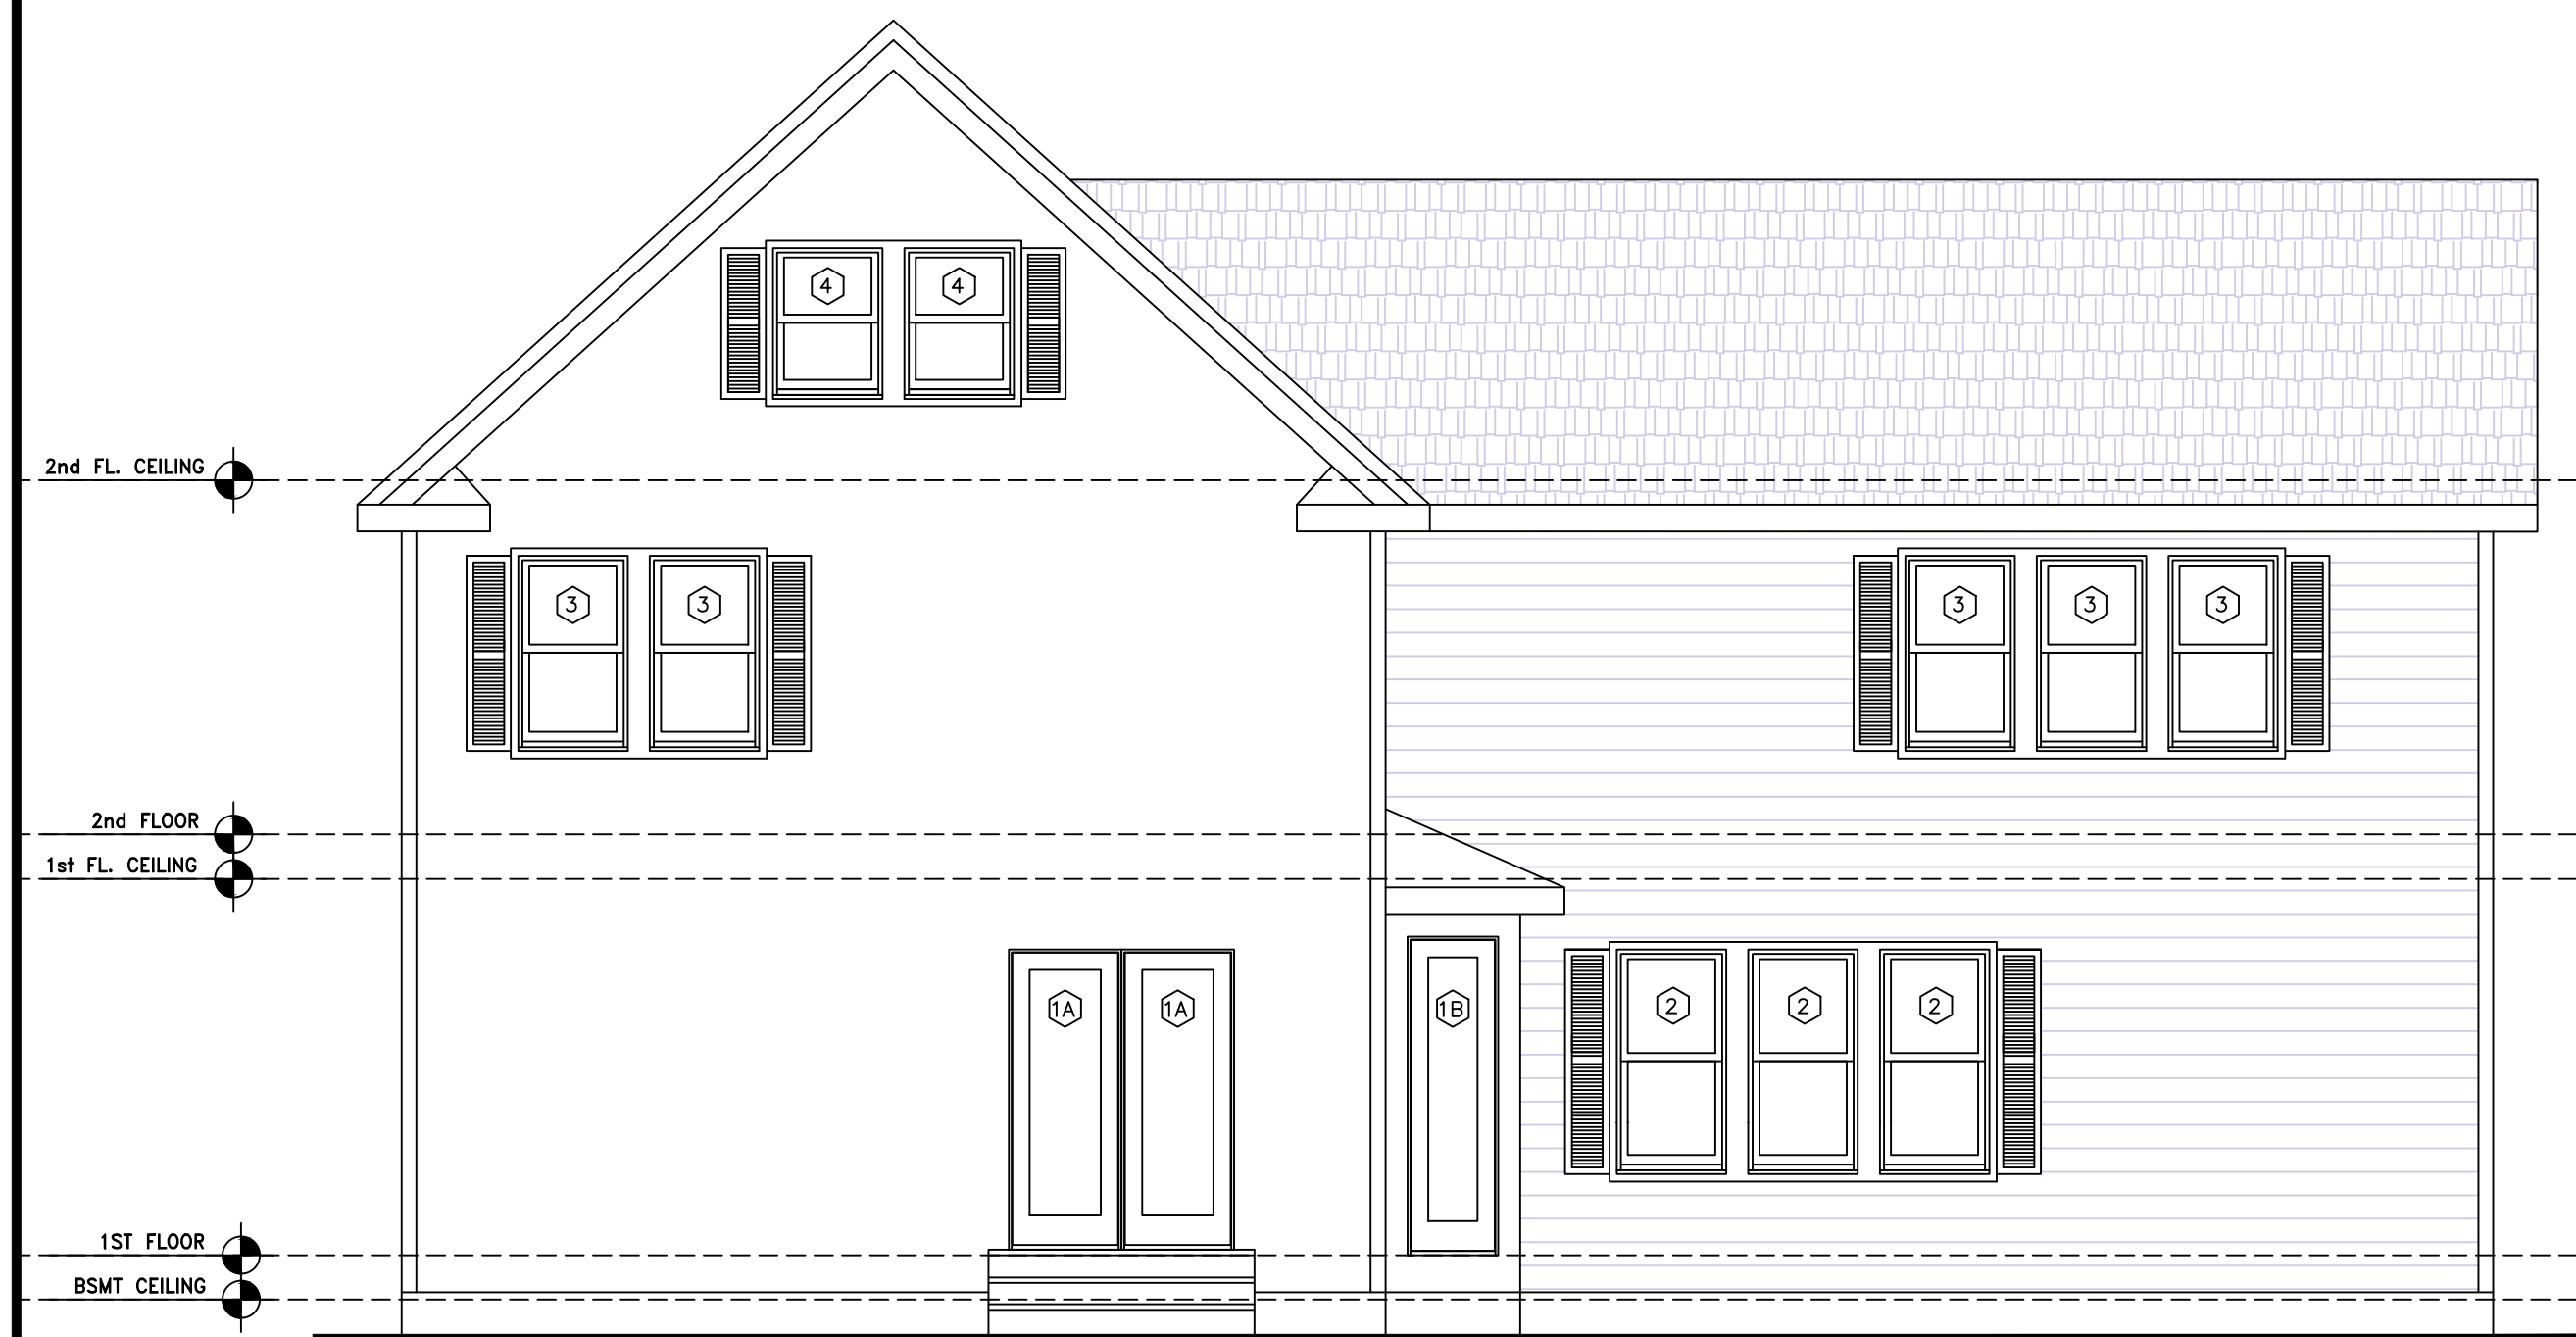 4 4
2nd FL. CEILING
3 3 3 3 3
2nd FLOOR
1st FL. CEILING
1A 1A 1B 2 2 2
1ST FLOOR
BSMT CEILING